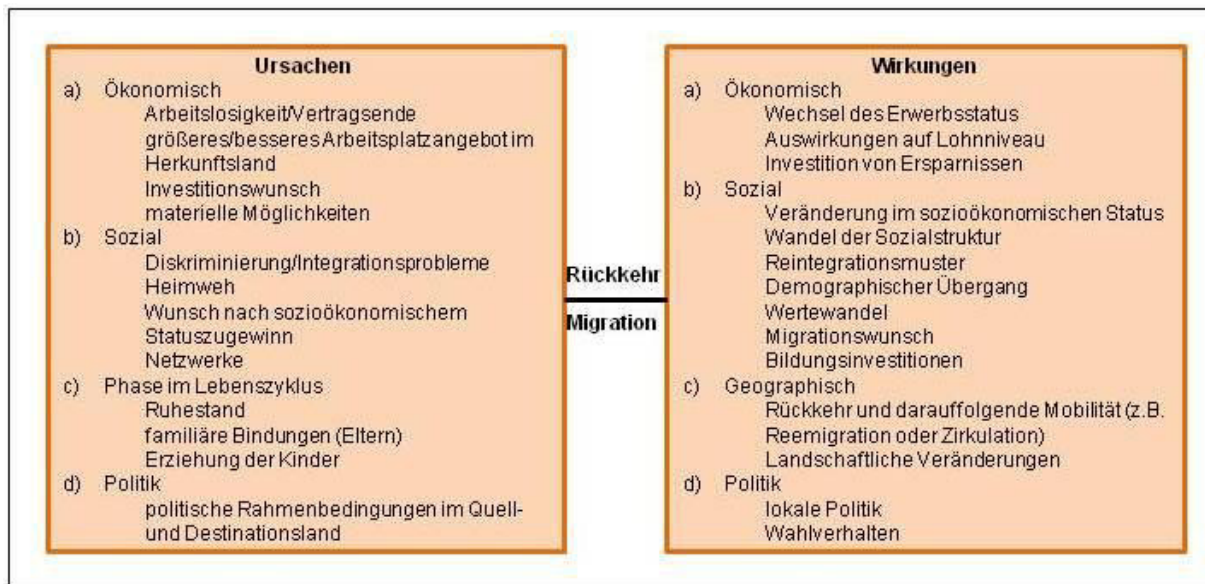 Ursachen
a) Ökonomisch
Arbeitslosigkeit/Vertragsende
größeres/besseres Arbeitsplatzangebot im
Herkunftsland
Investitionswunsch
materielle Möglichkeiten
b) Sozial
Diskriminierung/Integrationsprobleme
Heimweh
Wunsch nach sozioökonomischem
Statuszugewinn
Netzwerke
c) Phase im Lebenszyklus
Ruhestand
familiäre Bindungen (Eltern)
Erziehung der Kinder
d) Politik
politische Rahmenbedingungen im Quell-
und Destinationsland
Rückkehr
Migration
Wirkungen
a) Ökonomisch
Wechsel des Erwerbsstatus
Auswirkungen auf Lohnniveau
Investition von Ersparnissen
b) Sozial
Veränderung im sozioökonomischen Status
Wandel der Sozialstruktur
Reintegrationsmuster
Demographischer Übergang
Wertewandel
Migrationswunsch
Bildungsinvestitionen
c) Geographisch
Rückkehr und darauffolgende Mobilität (z.B.
Reemigration oder Zirkulation)
Landschaftliche Veränderungen
d) Politik
lokale Politik
Wahlverhalten